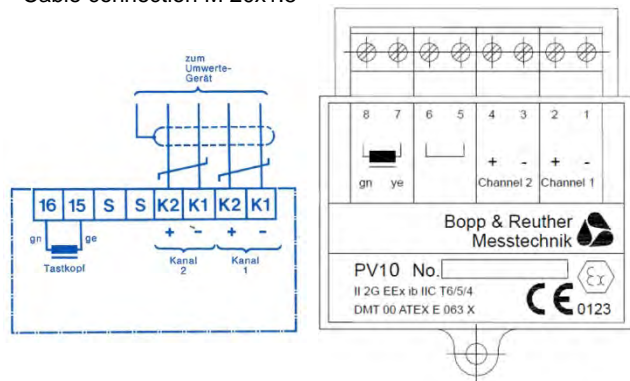 Cable connection M 20x1.5
zum
Umwerte-
Gerät
16 15 S S K2 K1 K2 K1
gn ge + - + -
Tastkopf
Kanal
2
Kanal
1
8 7 6 5 4 3 2 1
+ - + -
gn ye Channel 2 Channel 1
Bopp & Reuther
Messtechnik
PV10 No.
II 2G EEx ib IIC T6/5/4
DMT 00 ATEX E 063 X
Ex
CE 0123